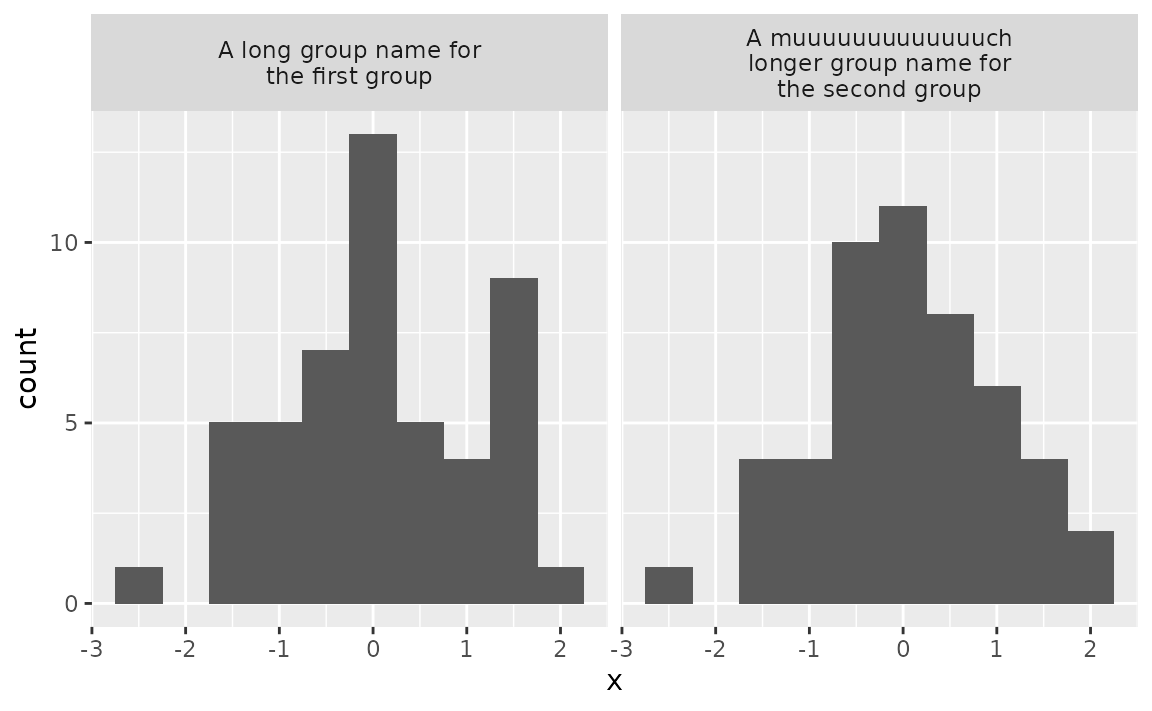 A long group name for
the first group
A muuuuuuuuuuuuuuch
longer group name for
the second group
count
10
5
0
-3 -2 -1 0 1 2
-3 -2 -1 0 1 2
x